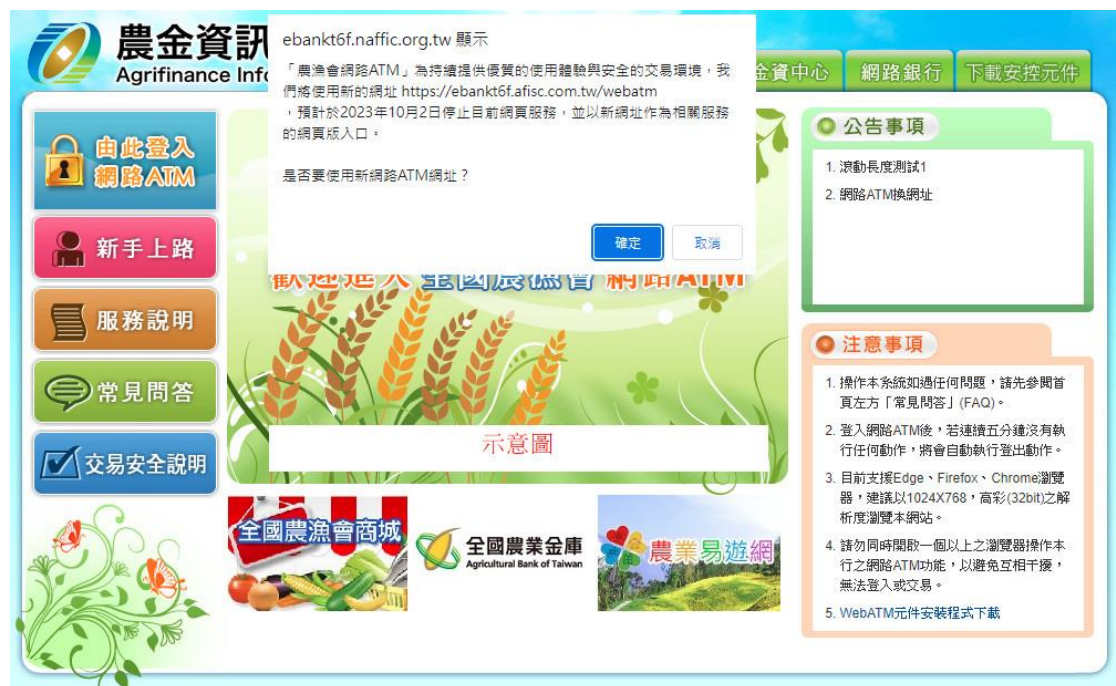 農金資訊
Agrifinance Info
ebankt6f.naffic.org.tw 顯示
「農漁會網路ATM」為持續提供優質的使用體驗與安全的交易環境，我
們將使用新的網址 https://ebankt6f.afisc.com.tw/webatm
，預計於2023年10月2日停止目前網頁服務，並以新網址作為相關服務
的網頁版入口。
是否要使用新網路ATM網址？
確定
取消
金資中心
網路銀行
下載安控元件
由此登入
網路ATM
新手上路
服務說明
常見問答
交易安全說明
歡迎進入 全國農漁會 網路ATM
示意圖
全國農漁會商城
全國農業金庫
Agricultural Bank of Taiwan
農業易遊網
公告事項
1. 滾動長度測試1
2. 網路ATM換網址
注意事項
1. 操作本系統如遇任何問題，請先參閱首
頁左方「常見問答」(FAQ)。
2. 登入網路ATM後，若連續五分鐘沒有執
行任何動作，將會自動執行登出動作。
3. 目前支援Edge、Firefox、Chrome瀏覽
器，建議以1024X768，高彩(32bit)之解
析度瀏覽本網站。
4. 請勿同時開啟一個以上之瀏覽器操作本
行之網路ATM功能，以避免互相干擾，
無法登入或交易。
5. WebATM元件安裝程式下載